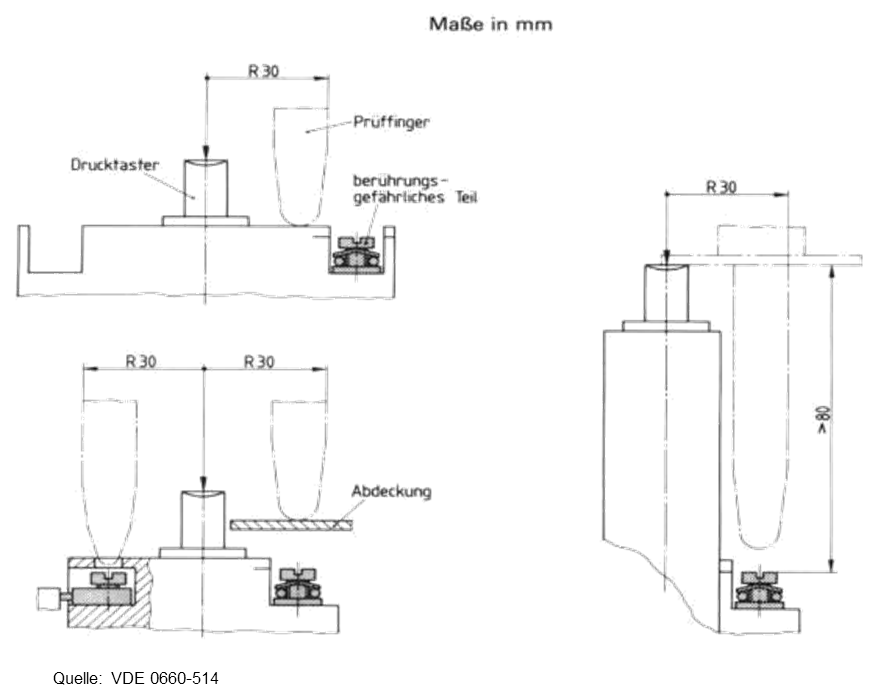 Maße in mm
R 30
Prüffinger
Drucktaster
berührungs-
gefährliches Teil
R 30
>80
R 30
R 30
Abdeckung
Quelle: VDE 0660-514